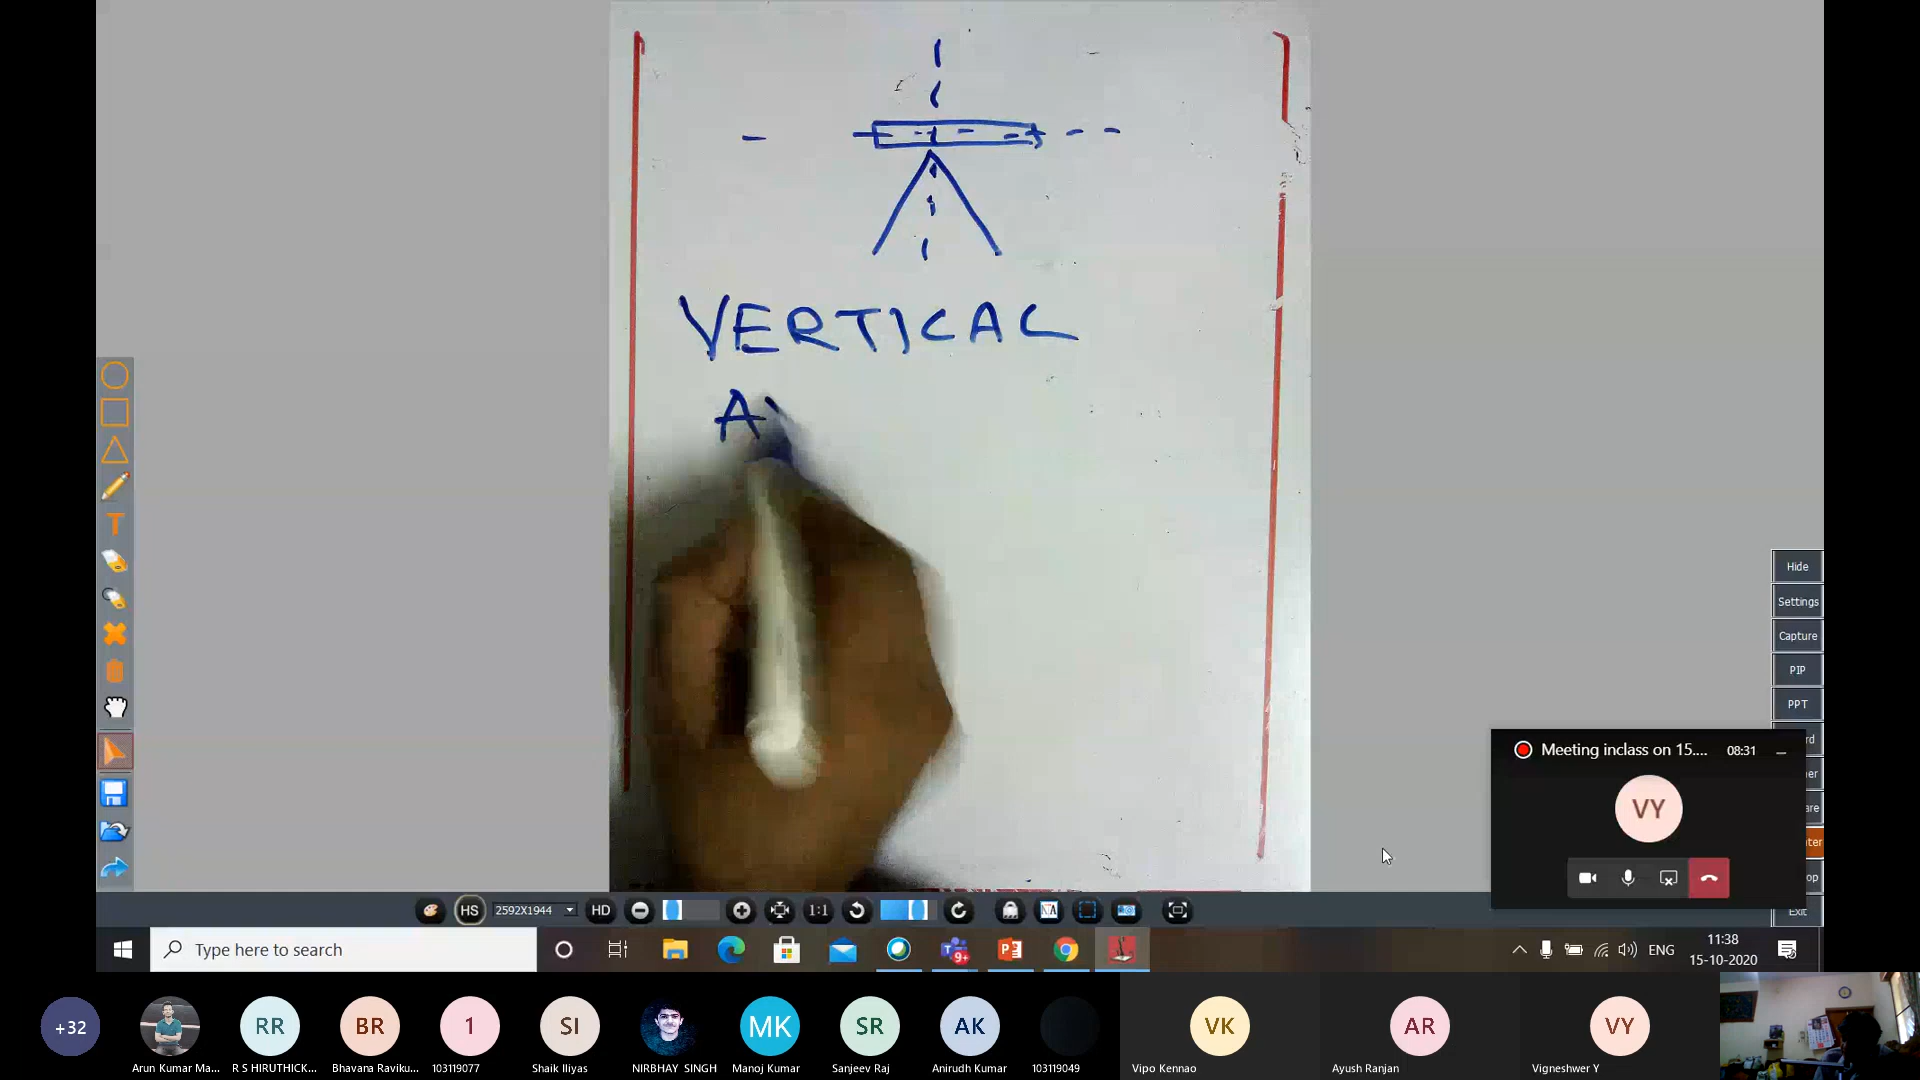 VERTICAL
AX
Hide
Settings
Capture
PIP
PPT
Meeting inclass on 15....
08:31
VY
Exit
HS
2592X1944
HD
1:1
Type here to search
9+
ENG
11:38
15-10-2020
+32
RR
BR
1
SI
MK
SR
AK
VK
AR
VY
Arun Kumar Ma...
R S HIRUTHICK...
Bhavana Raviku...
103119077
Shaik Iliyas
NIRBHAY SINGH
Manoj Kumar
Sanjeev Raj
Anirudh Kumar
103119049
Vipo Kennao
Ayush Ranjan
Vigneshwer Y